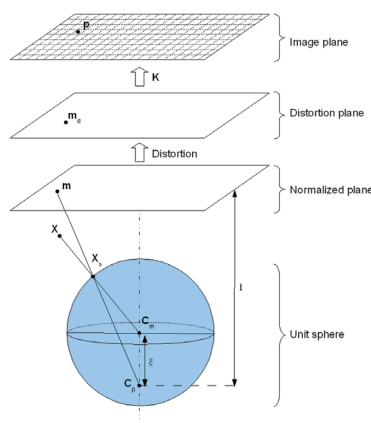 p
Image plane
K
m_d
Distortion plane
Distortion
m
Normalized plane
X
X_s
1
C_m
Unit sphere
ξ
C_p